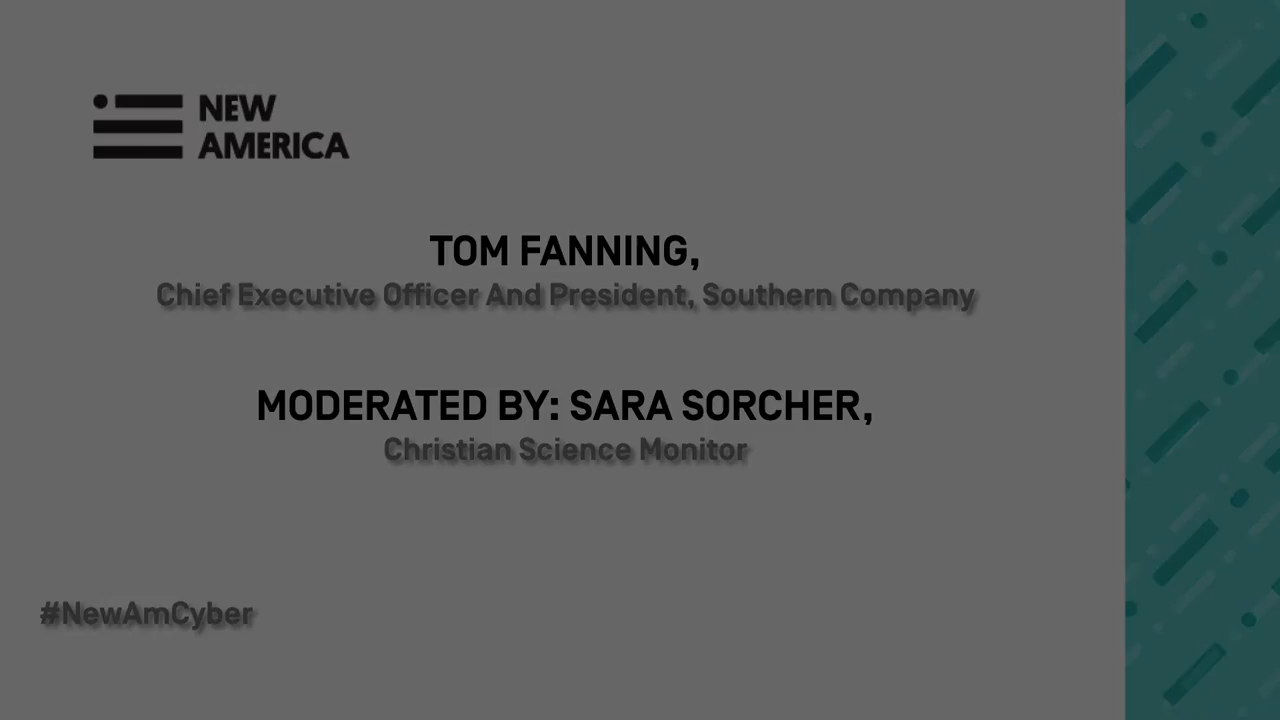 NEW
AMERICA
TOM FANNING,
Chief Executive Officer And President, Southern Company
MODERATED BY: SARA SORCHER,
Christian Science Monitor
#NewAmCyber